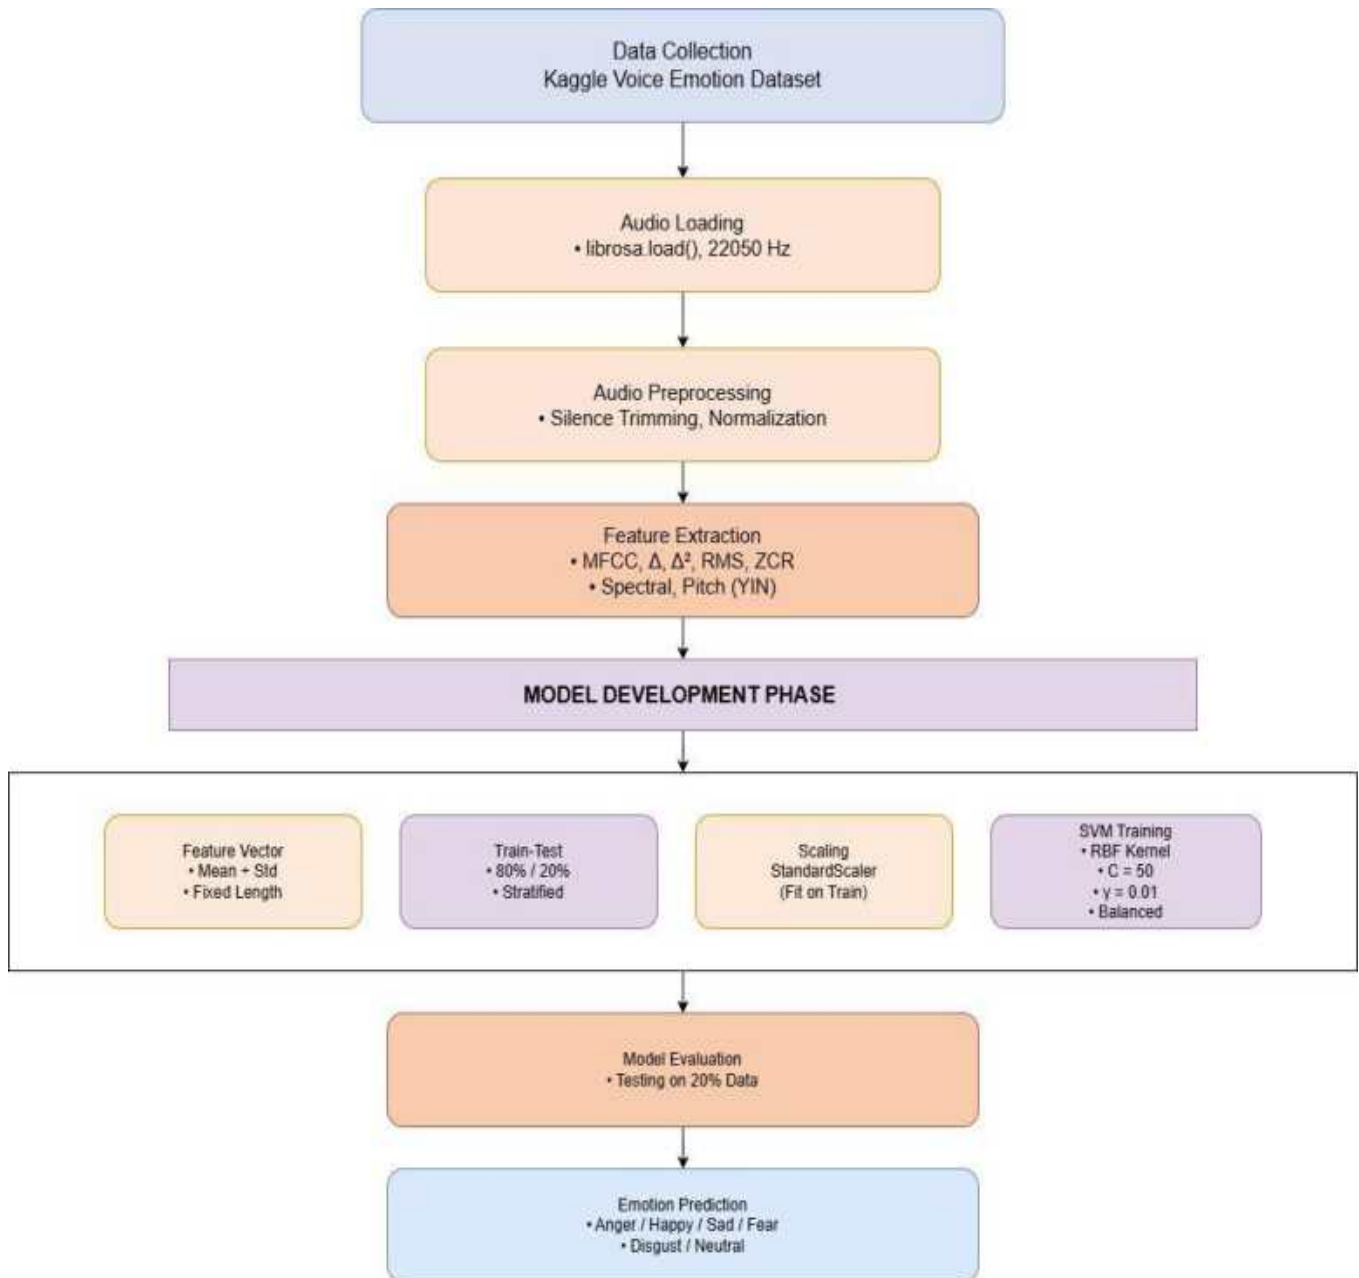 Data Collection
Kaggle Voice Emotion Dataset
Audio Loading
• librosa.load(), 22050 Hz
Audio Preprocessing
• Silence Trimming, Normalization
Feature Extraction
• MFCC, Δ, Δ², RMS, ZCR
• Spectral, Pitch (YIN)
MODEL DEVELOPMENT PHASE
Feature Vector
• Mean + Std
• Fixed Length
Train-Test
• 80% / 20%
• Stratified
Scaling
StandardScaler
(Fit on Train)
SVM Training
• RBF Kernel
• C = 50
• γ = 0.01
• Balanced
Model Evaluation
• Testing on 20% Data
Emotion Prediction
• Anger / Happy / Sad / Fear
• Disgust / Neutral